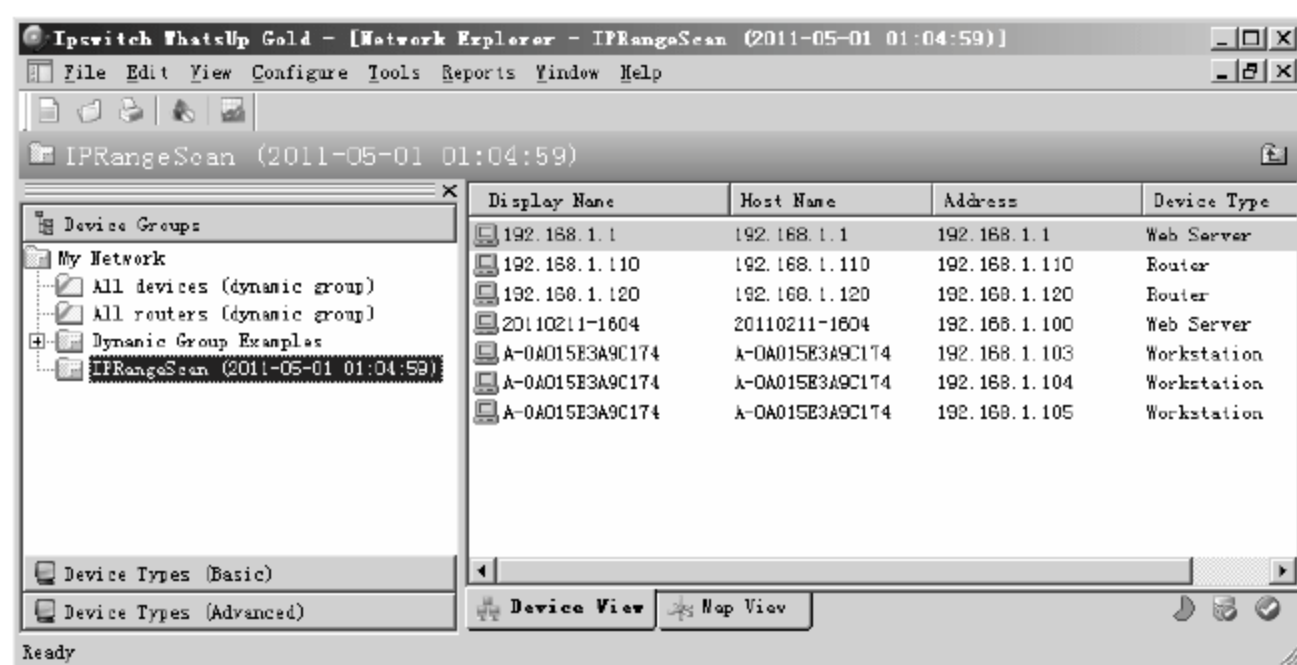 Ipswitch WhatsUp Gold - [Network Explorer - IPRangeScan (2011-05-01 01:04:59)]
File Edit View Configure Tools Reports Window Help
IPRangeScan (2011-05-01 01:04:59)
Device Groups
My Network
All devices (dynamic group)
All routers (dynamic group)
Dynamic Group Examples
IPRangeScan (2011-05-01 01:04:59)
Device Types (Basic)
Device Types (Advanced)
Display Name Host Name Address Device Type
192.168.1.1 192.168.1.1 192.168.1.1 Web Server
192.168.1.110 192.168.1.110 192.168.1.110 Router
192.168.1.120 192.168.1.120 192.168.1.120 Router
20110211-1604 20110211-1604 192.168.1.100 Web Server
A-0A015E3A9C174 A-0A015E3A9C174 192.168.1.103 Workstation
A-0A015E3A9C174 A-0A015E3A9C174 192.168.1.104 Workstation
A-0A015E3A9C174 A-0A015E3A9C174 192.168.1.105 Workstation
Device View Map View
Ready